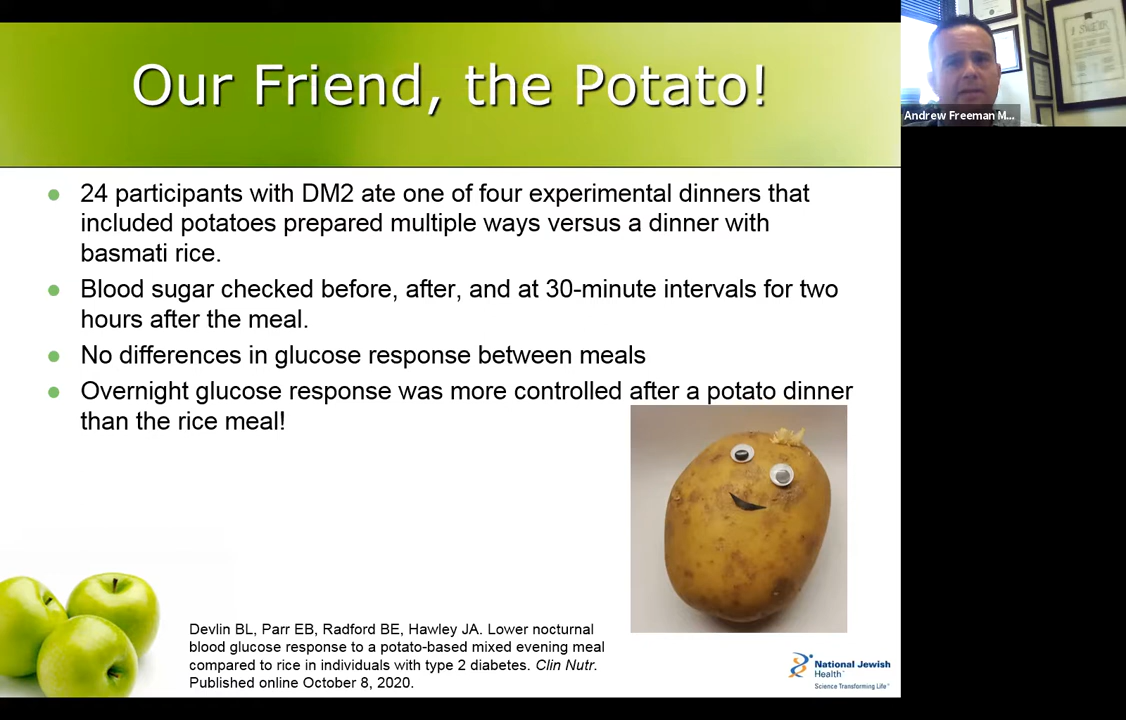 Our Friend, the Potato!
Andrew Freeman M...
24 participants with DM2 ate one of four experimental dinners that
included potatoes prepared multiple ways versus a dinner with
basmati rice.
Blood sugar checked before, after, and at 30-minute intervals for two
hours after the meal.
No differences in glucose response between meals
Overnight glucose response was more controlled after a potato dinner
than the rice meal!
Devlin BL, Parr EB, Radford BE, Hawley JA. Lower nocturnal
blood glucose response to a potato-based mixed evening meal
compared to rice in individuals with type 2 diabetes. Clin Nutr.
Published online October 8, 2020.
National Jewish
Health
Science Transforming Life